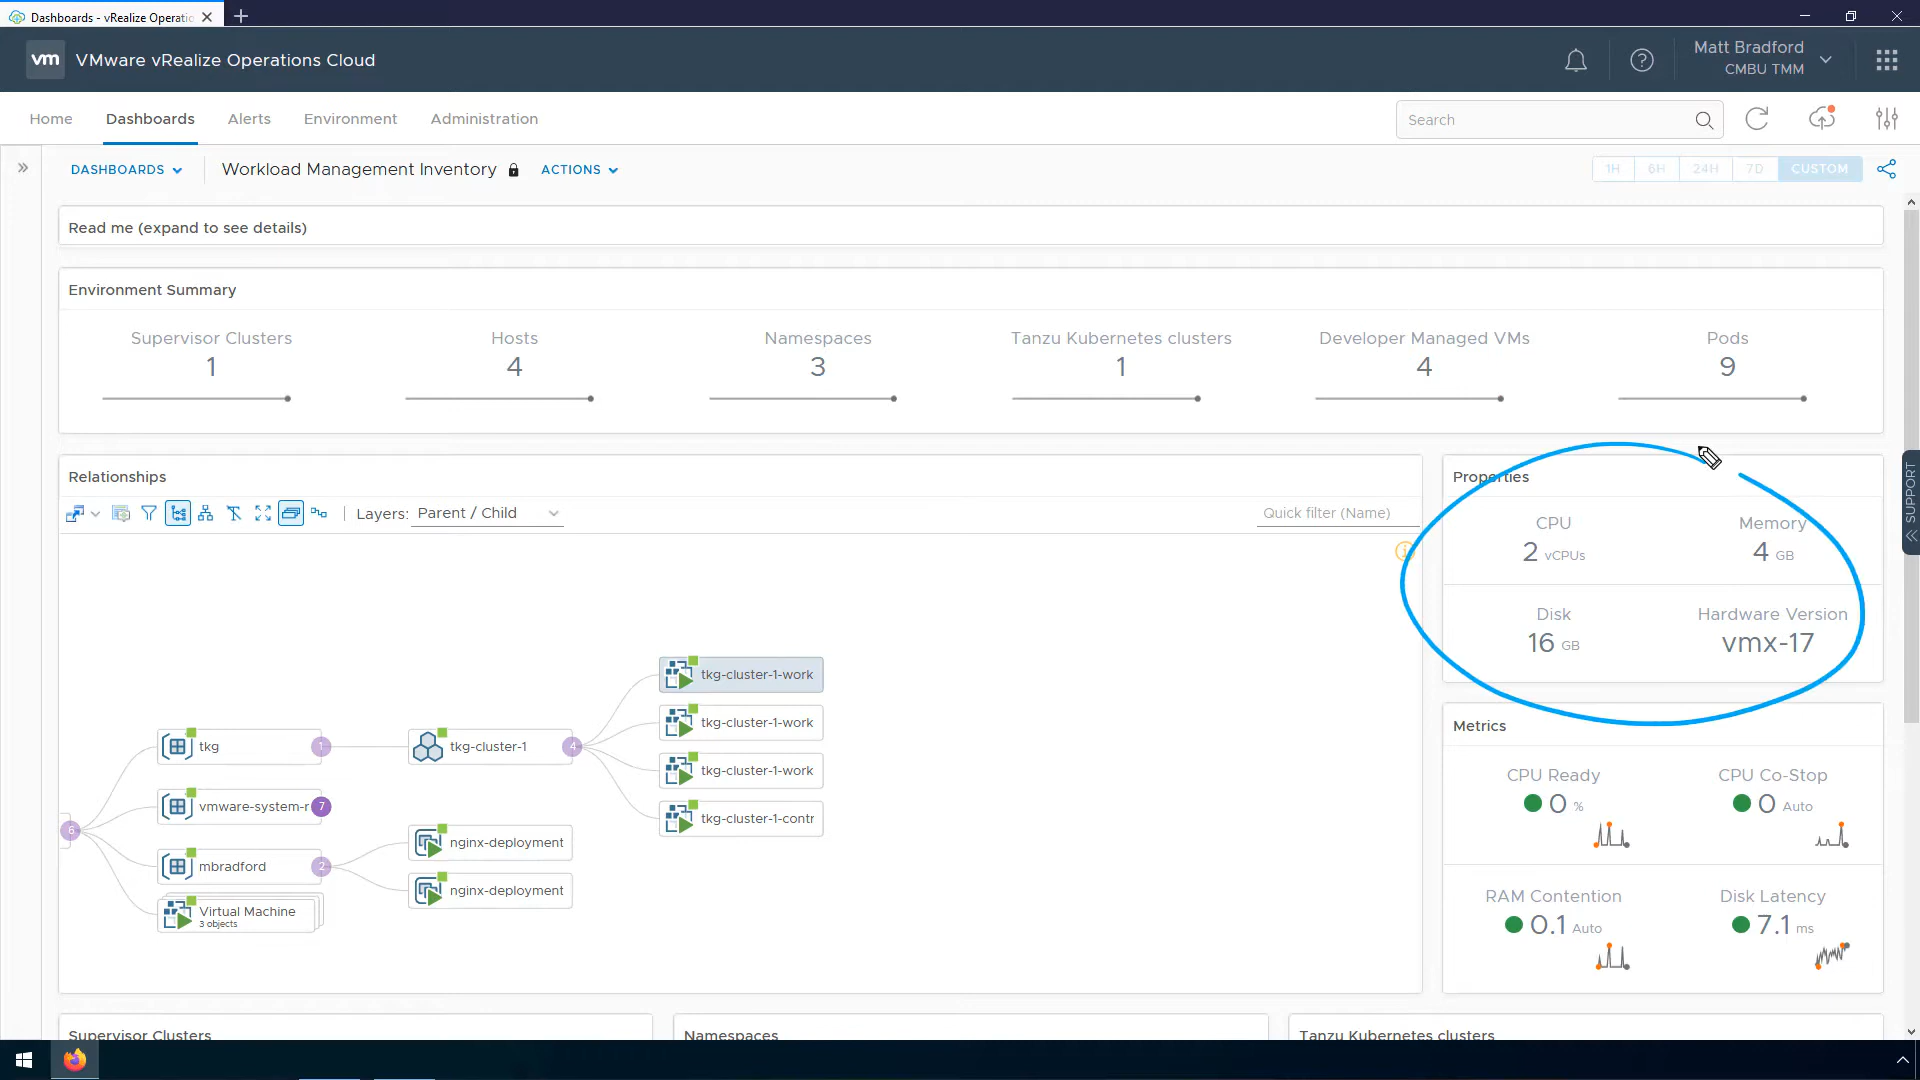 Dashboards - vRealize Operatic
vm VMware vRealize Operations Cloud
Matt Bradford
CMBU TMM
Home Dashboards Alerts Environment Administration Search
DASHBOARDS Workload Management Inventory ACTIONS 1H 6H 24H 7D CUSTOM
Read me (expand to see details)
Environment Summary
Supervisor Clusters Hosts Namespaces Tanzu Kubernetes clusters Developer Managed VMs Pods
1 4 3 1 4 9
SUPPORT
Relationships
Layers: Parent / Child Quick filter (Name)
tkg-cluster-1-work
tkg-cluster-1-work
tkg 1 tkg-cluster-1 4
tkg-cluster-1-work
vmware-system-r 7
tkg-cluster-1-contr
6
nginx-deployment
mbradford 2
nginx-deployment
Virtual Machine
3 objects
Properties
CPU Memory
2 vCPUs 4 GB
Disk Hardware Version
16 GB vmx-17
Metrics
CPU Ready CPU Co-Stop
0 % 0 Auto
RAM Contention Disk Latency
0.1 Auto 7.1 ms
Supervisor Clusters Namespaces Tanzu Kubernetes clusters